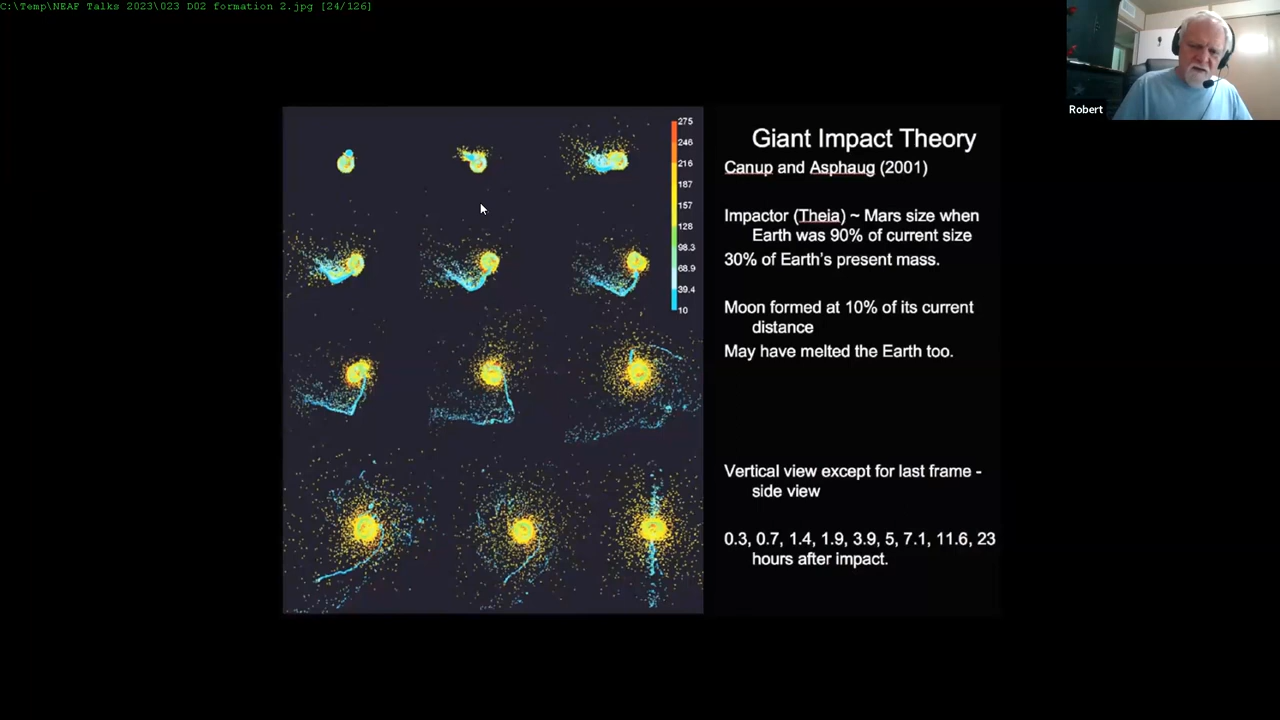 C:\Temp\NEAF Talks 2023\023 D02 formation 2.jpg [24/126]
Robert
275
246
216
187
157
128
98.3
68.9
39.4
10
Giant Impact Theory
Canup and Asphaug (2001)
Impactor (Theia) ~ Mars size when
Earth was 90% of current size
30% of Earth's present mass.
Moon formed at 10% of its current
distance
May have melted the Earth too.
Vertical view except for last frame -
side view
0.3, 0.7, 1.4, 1.9, 3.9, 5, 7.1, 11.6, 23
hours after impact.